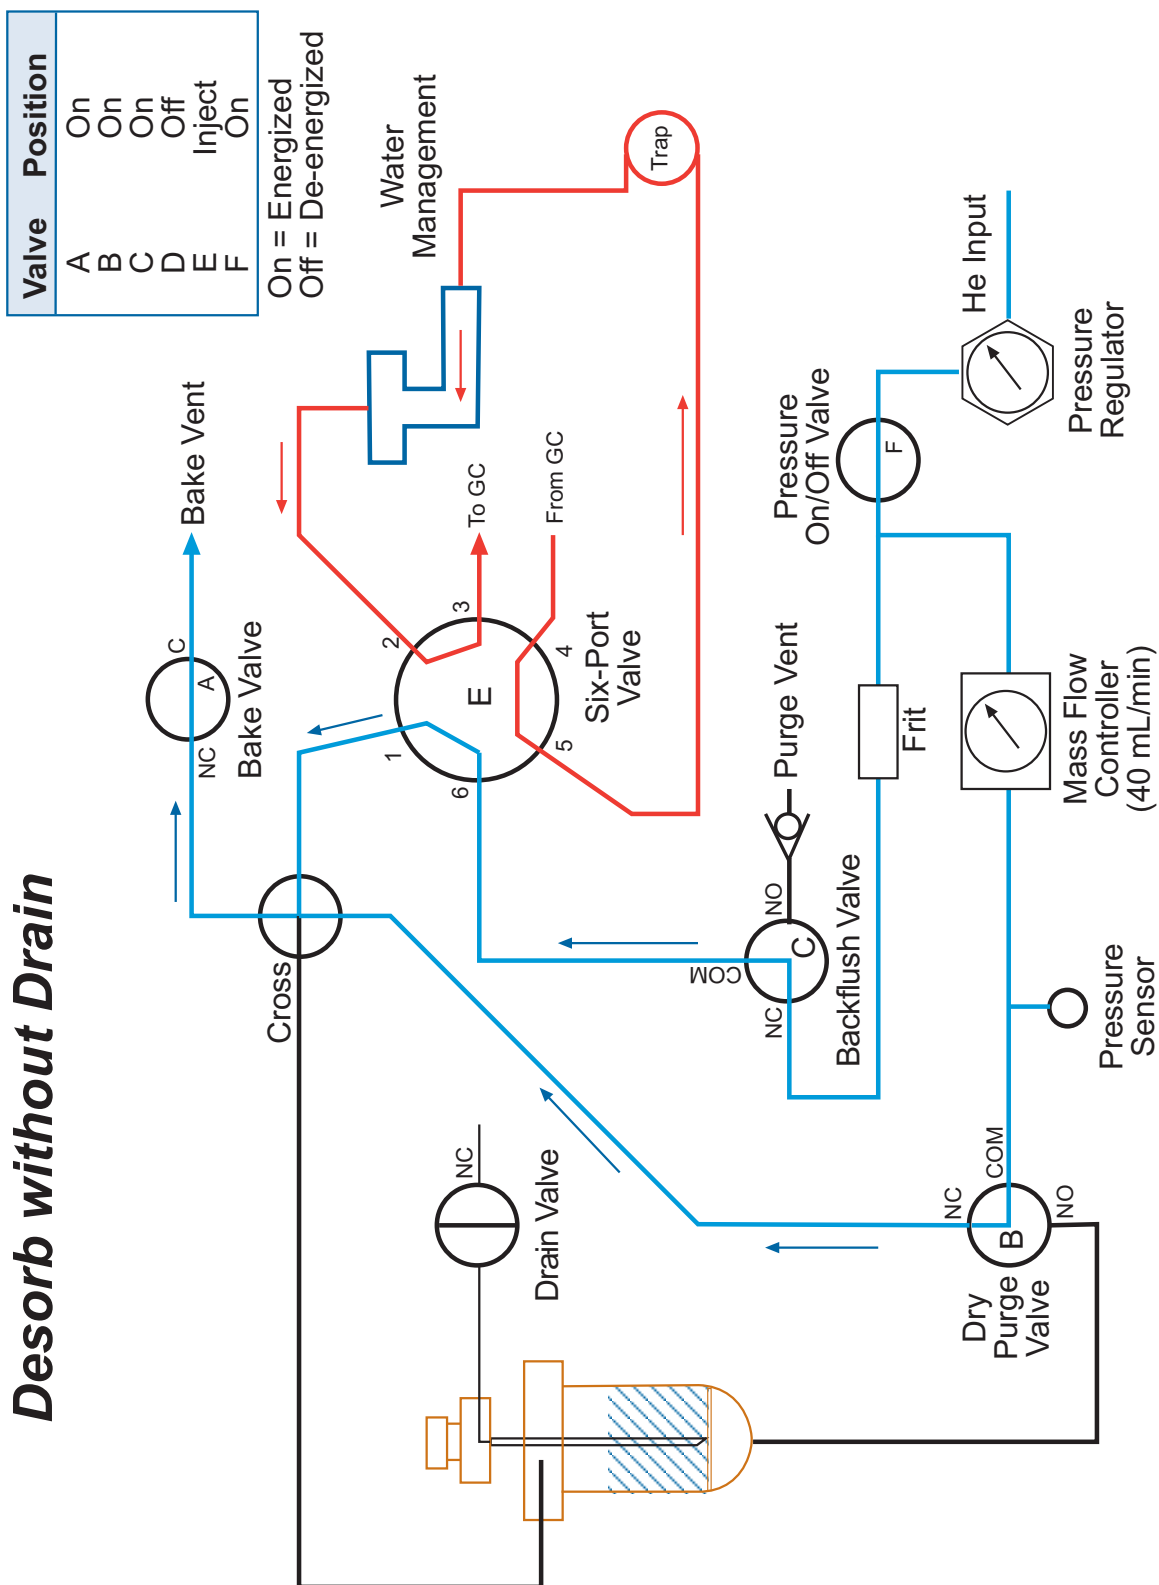 Desorb without Drain
Valve Position
A On
B On
C On
D Off
E Inject
F On
On = Energized
Off = De-energized
Bake Vent
C
A
NC
Bake Valve
Cross
Water
Management
Trap
2
3
To GC
From GC
4
E
1
6
5
Six-Port
Valve
NC
Drain Valve
Purge Vent
NO
C
COM
NC
Backflush Valve
Pressure
On/Off Valve
F
Frit
He Input
Pressure
Regulator
Mass Flow
Controller
(40 mL/min)
Pressure
Sensor
COM
NC
B
NO
Dry
Purge
Valve